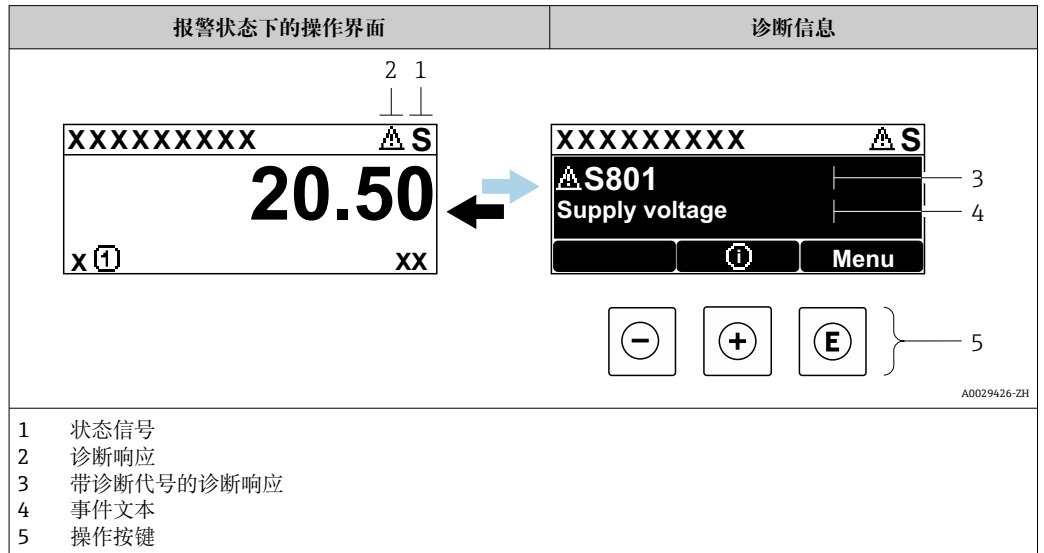 报警状态下的操作界面
诊断信息
2 1
XXXXXXXXX S
20.50
X 1 XX
XXXXXXXXX S
S801
Supply voltage
i Menu
3
4
- + E
5
A0029426-ZH
1 状态信号
2 诊断响应
3 带诊断代号的诊断响应
4 事件文本
5 操作按键